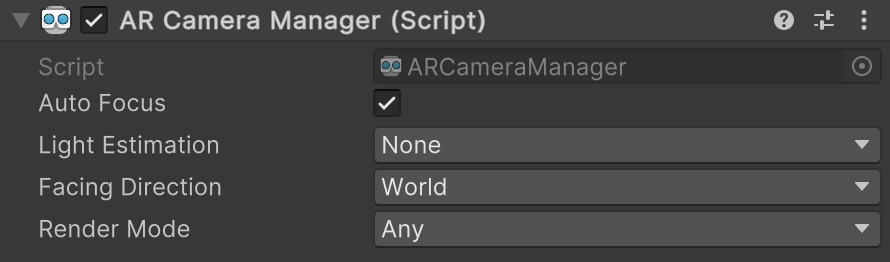 AR Camera Manager (Script)
Script ARCameraManager
Auto Focus
Light Estimation None
Facing Direction World
Render Mode Any